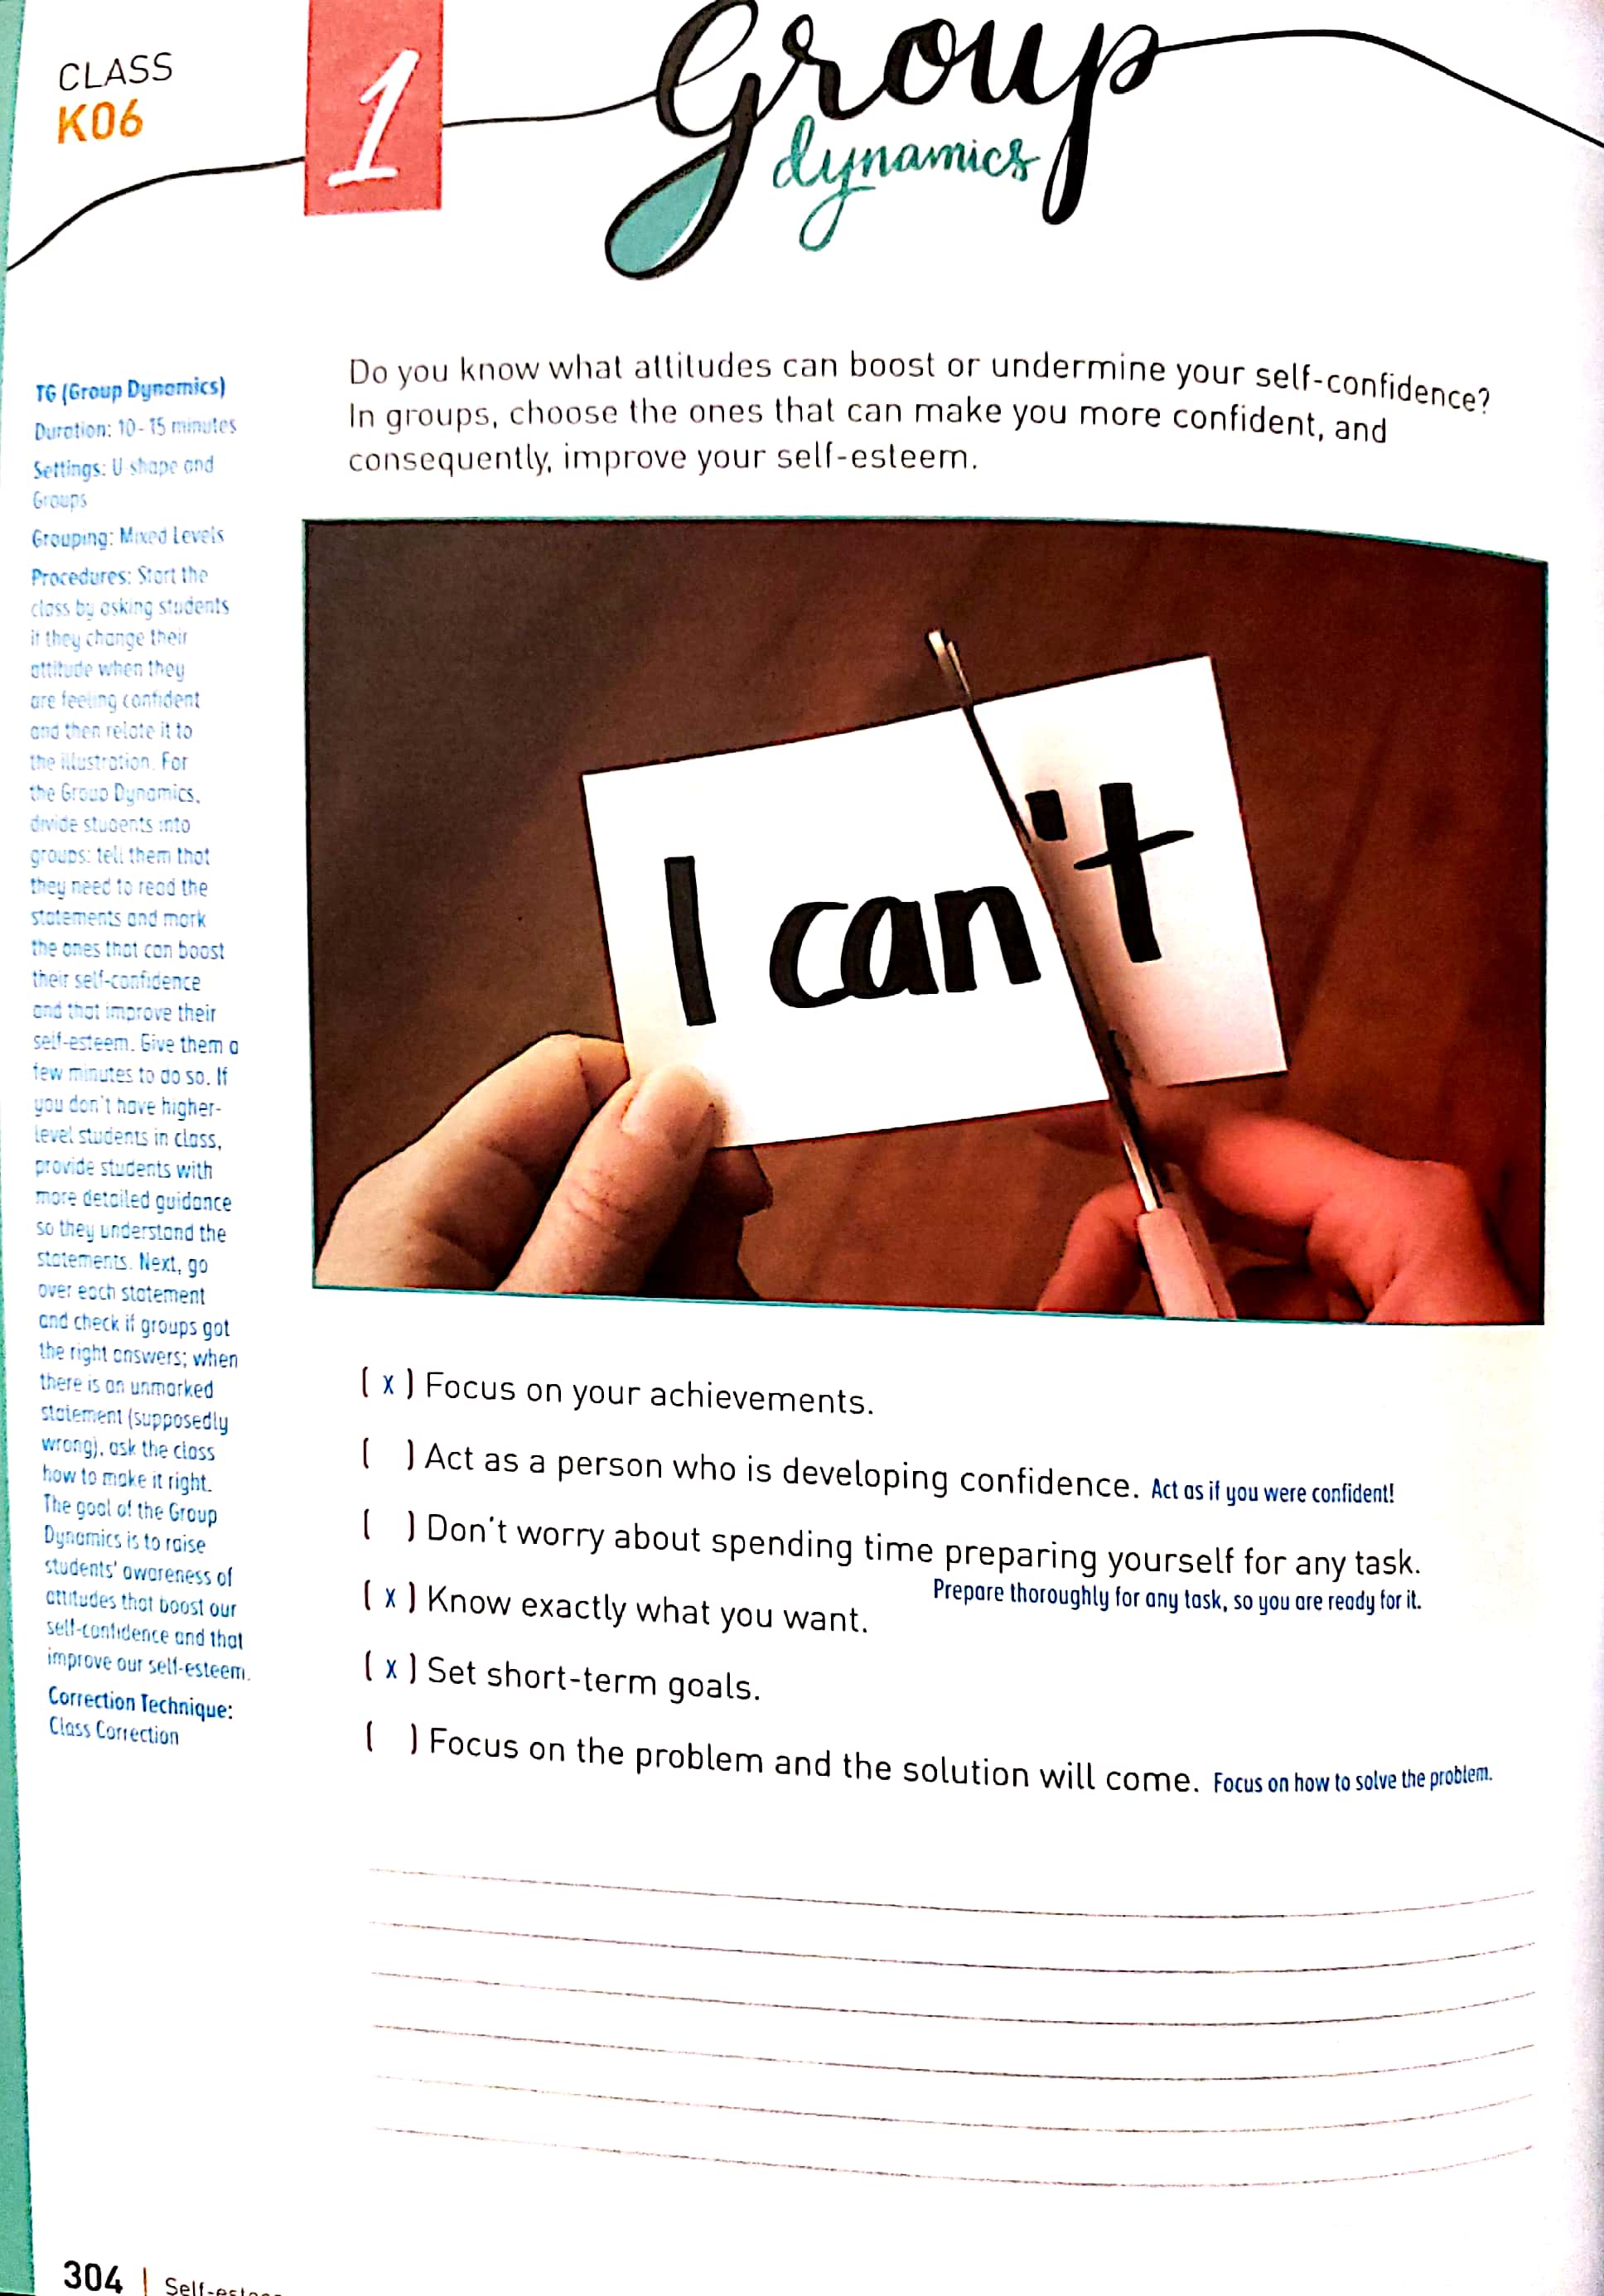 CLASS
K06
1
Group
dynamics
TG (Group Dynamics)
Duration: 10-15 minutes
Settings: U shape and
Groups
Grouping: Mixed Levels
Procedures: Start the
class by asking students
if they change their
attitude when they
are feeling confident
and then relate it to
the illustration. For
the Group Dynamics,
divide students into
groups: tell them that
they need to read the
statements and mark
the ones that can boost
their self-confidence
and that improve their
self-esteem. Give them a
few minutes to do so. If
you don't have higher-
level students in class,
provide students with
more detailed guidance
so they understand the
statements. Next, go
over each statement
and check if groups got
the right answers; when
there is an unmarked
statement (supposedly
wrong), ask the class
how to make it right.
The goal of the Group
Dynamics is to raise
students' awareness of
attitudes that boost our
self-confidence and that
improve our self-esteem.
Correction Technique:
Class Correction
Do you know what attitudes can boost or undermine your self-confidence?
In groups, choose the ones that can make you more confident, and
consequently, improve your self-esteem.
I can't
( x ) Focus on your achievements.
(   ) Act as a person who is developing confidence. Act as if you were confident!
(   ) Don't worry about spending time preparing yourself for any task.
Prepare thoroughly for any task, so you are ready for it.
( x ) Know exactly what you want.
( x ) Set short-term goals.
(   ) Focus on the problem and the solution will come. Focus on how to solve the problem.
304 |